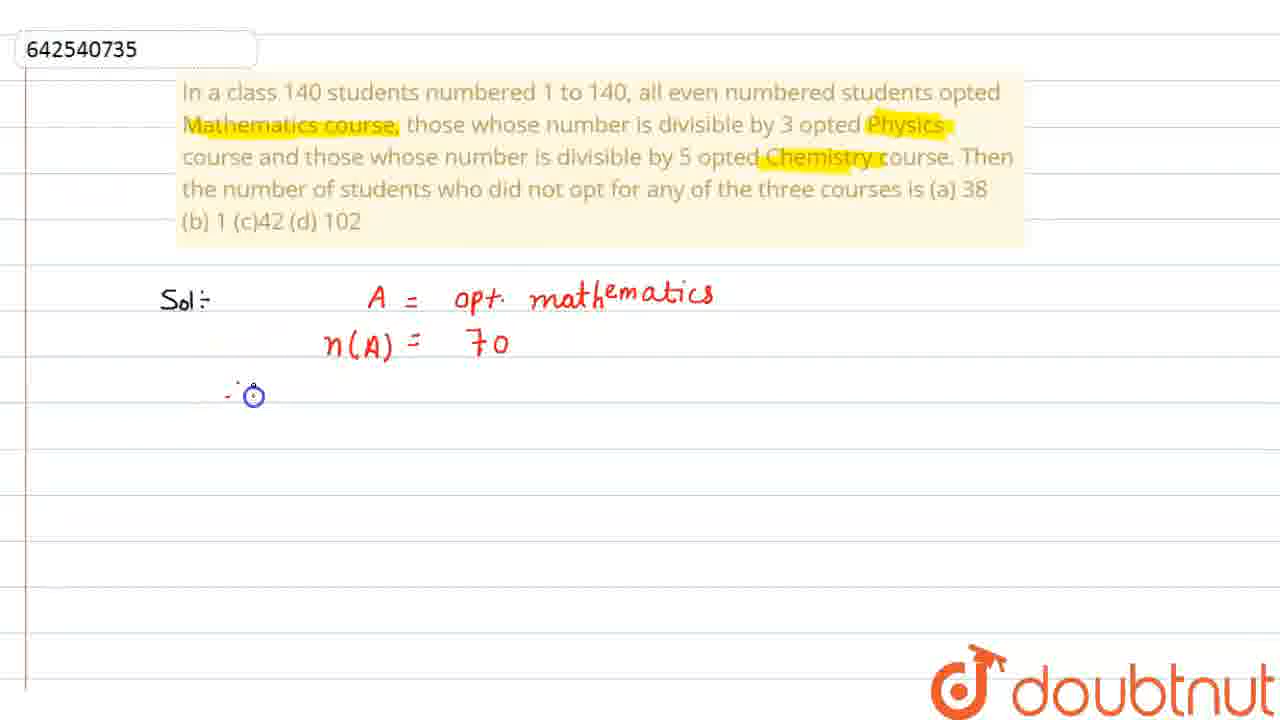 642540735
In a class 140 students numbered 1 to 140, all even numbered students opted
Mathematics course, those whose number is divisible by 3 opted Physics
course and those whose number is divisible by 5 opted Chemistry course. Then
the number of students who did not opt for any of the three courses is (a) 38
(b) 1 (c)42 (d) 102
Sol:- A = opt. mathematics
n(A) = 70
doubtnut